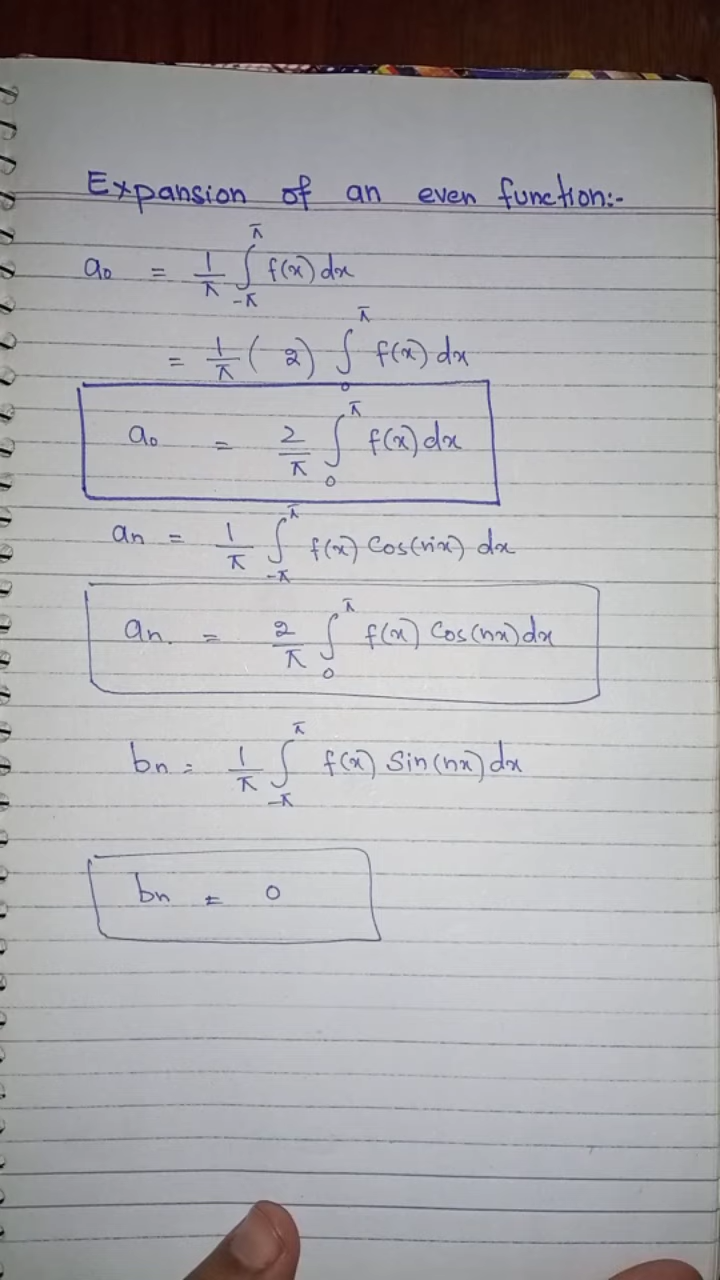 Expansion of an even function:-
a₀ = 1/π ∫_{-π}^{π} f(x) dx
= 1/π ( 2) ∫_{0}^{π} f(x) dx
a₀ = 2/π ∫_{0}^{π} f(x) dx
an = 1/π ∫_{-π}^{π} f(x) Cos(nx) dx
an. = 2/π ∫_{0}^{π} f(x) Cos(nx) dx
bn = 1/π ∫_{-π}^{π} f(x) Sin(nx) dx
bn = 0